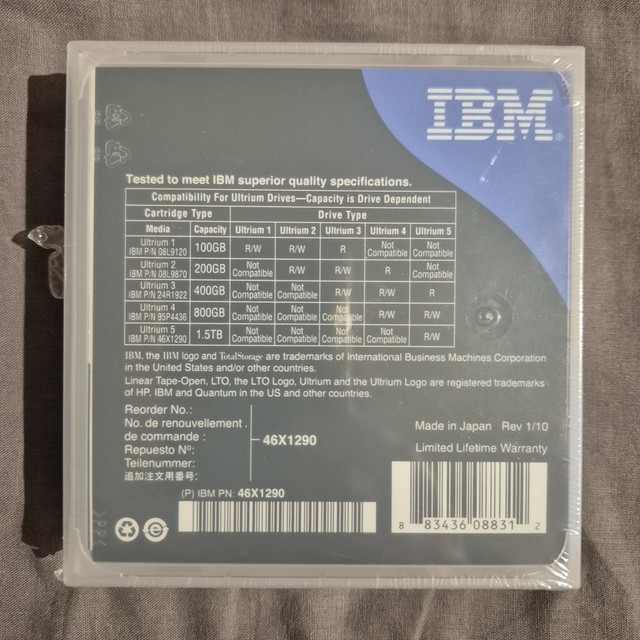 IBM®
Tested to meet IBM superior quality specifications.
Compatibility For Ultrium Drives—Capacity is Drive Dependent
Cartridge Type Drive Type
Media Capacity Ultrium 1 Ultrium 2 Ultrium 3 Ultrium 4 Ultrium 5
Ultrium 1 IBM P/N 08L9120 100GB R/W R/W R Not Compatible Not Compatible
Ultrium 2 IBM P/N 08L9870 200GB Not Compatible R/W R/W R Not Compatible
Ultrium 3 IBM P/N 24R1922 400GB Not Compatible Not Compatible R/W R/W R
Ultrium 4 IBM P/N 95P4436 800GB Not Compatible Not Compatible Not Compatible R/W R/W
Ultrium 5 IBM P/N 46X1290 1.5TB Not Compatible Not Compatible Not Compatible Not Compatible R/W
IBM, the IBM logo and TotalStorage are trademarks of International Business Machines Corporation
in the United States and/or other countries.
Linear Tape-Open, LTO, the LTO Logo, Ultrium and the Ultrium Logo are registered trademarks
of HP, IBM and Quantum in the US and other countries.
Reorder No.:
No. de renouvellement
de commande :
Repuesto Nº:
Teilenummer:
追加注文用番号:
46X1290
Made in Japan Rev 1/10
Limited Lifetime Warranty
(P) IBM PN: 46X1290
8 83436 08831 2